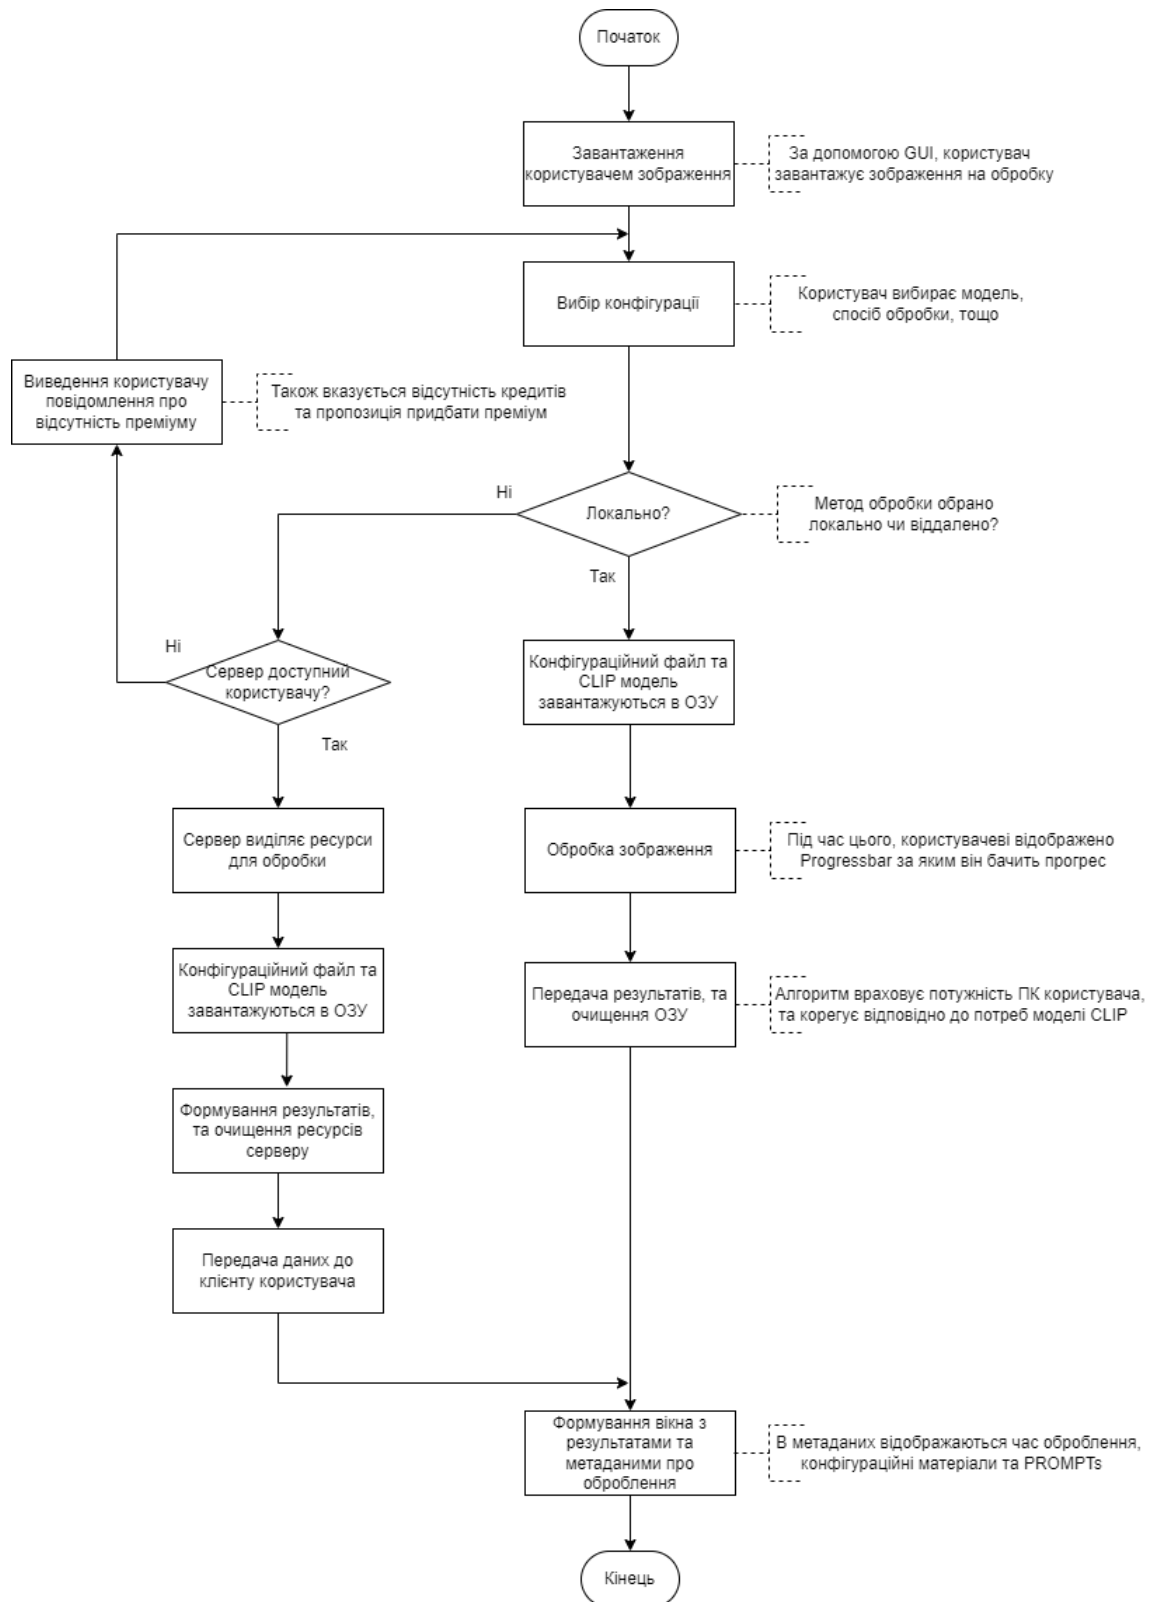 Початок
Завантаження
користувачем зображення
За допомогою GUI, користувач
завантажує зображення на обробку
Вибір конфігурації
Користувач вибирає модель,
спосіб обробки, тощо
Виведення користувачу
повідомлення про
відсутність преміуму
Також вказується відсутність кредитів
та пропозиція придбати преміум
Ні
Локально?
Метод обробки обрано
локально чи віддалено?
Так
Ні
Сервер доступний
користувачу?
Так
Конфігураційний файл та
CLIP модель
завантажуються в ОЗУ
Сервер виділяє ресурси
для обробки
Обробка зображення
Під час цього, користувачеві відображено
Progressbar за яким він бачить прогрес
Конфігураційний файл та
CLIP модель
завантажуються в ОЗУ
Передача результатів, та
очищення ОЗУ
Алгоритм враховує потужність ПК користувача,
та корегує відповідно до потреб моделі CLIP
Формування результатів,
та очищення ресурсів
серверу
Передача даних до
клієнту користувача
Формування вікна з
результатами та
метаданими про
оброблення
В метаданих відображаються час оброблення,
конфігураційні матеріали та PROMPTs
Кінець